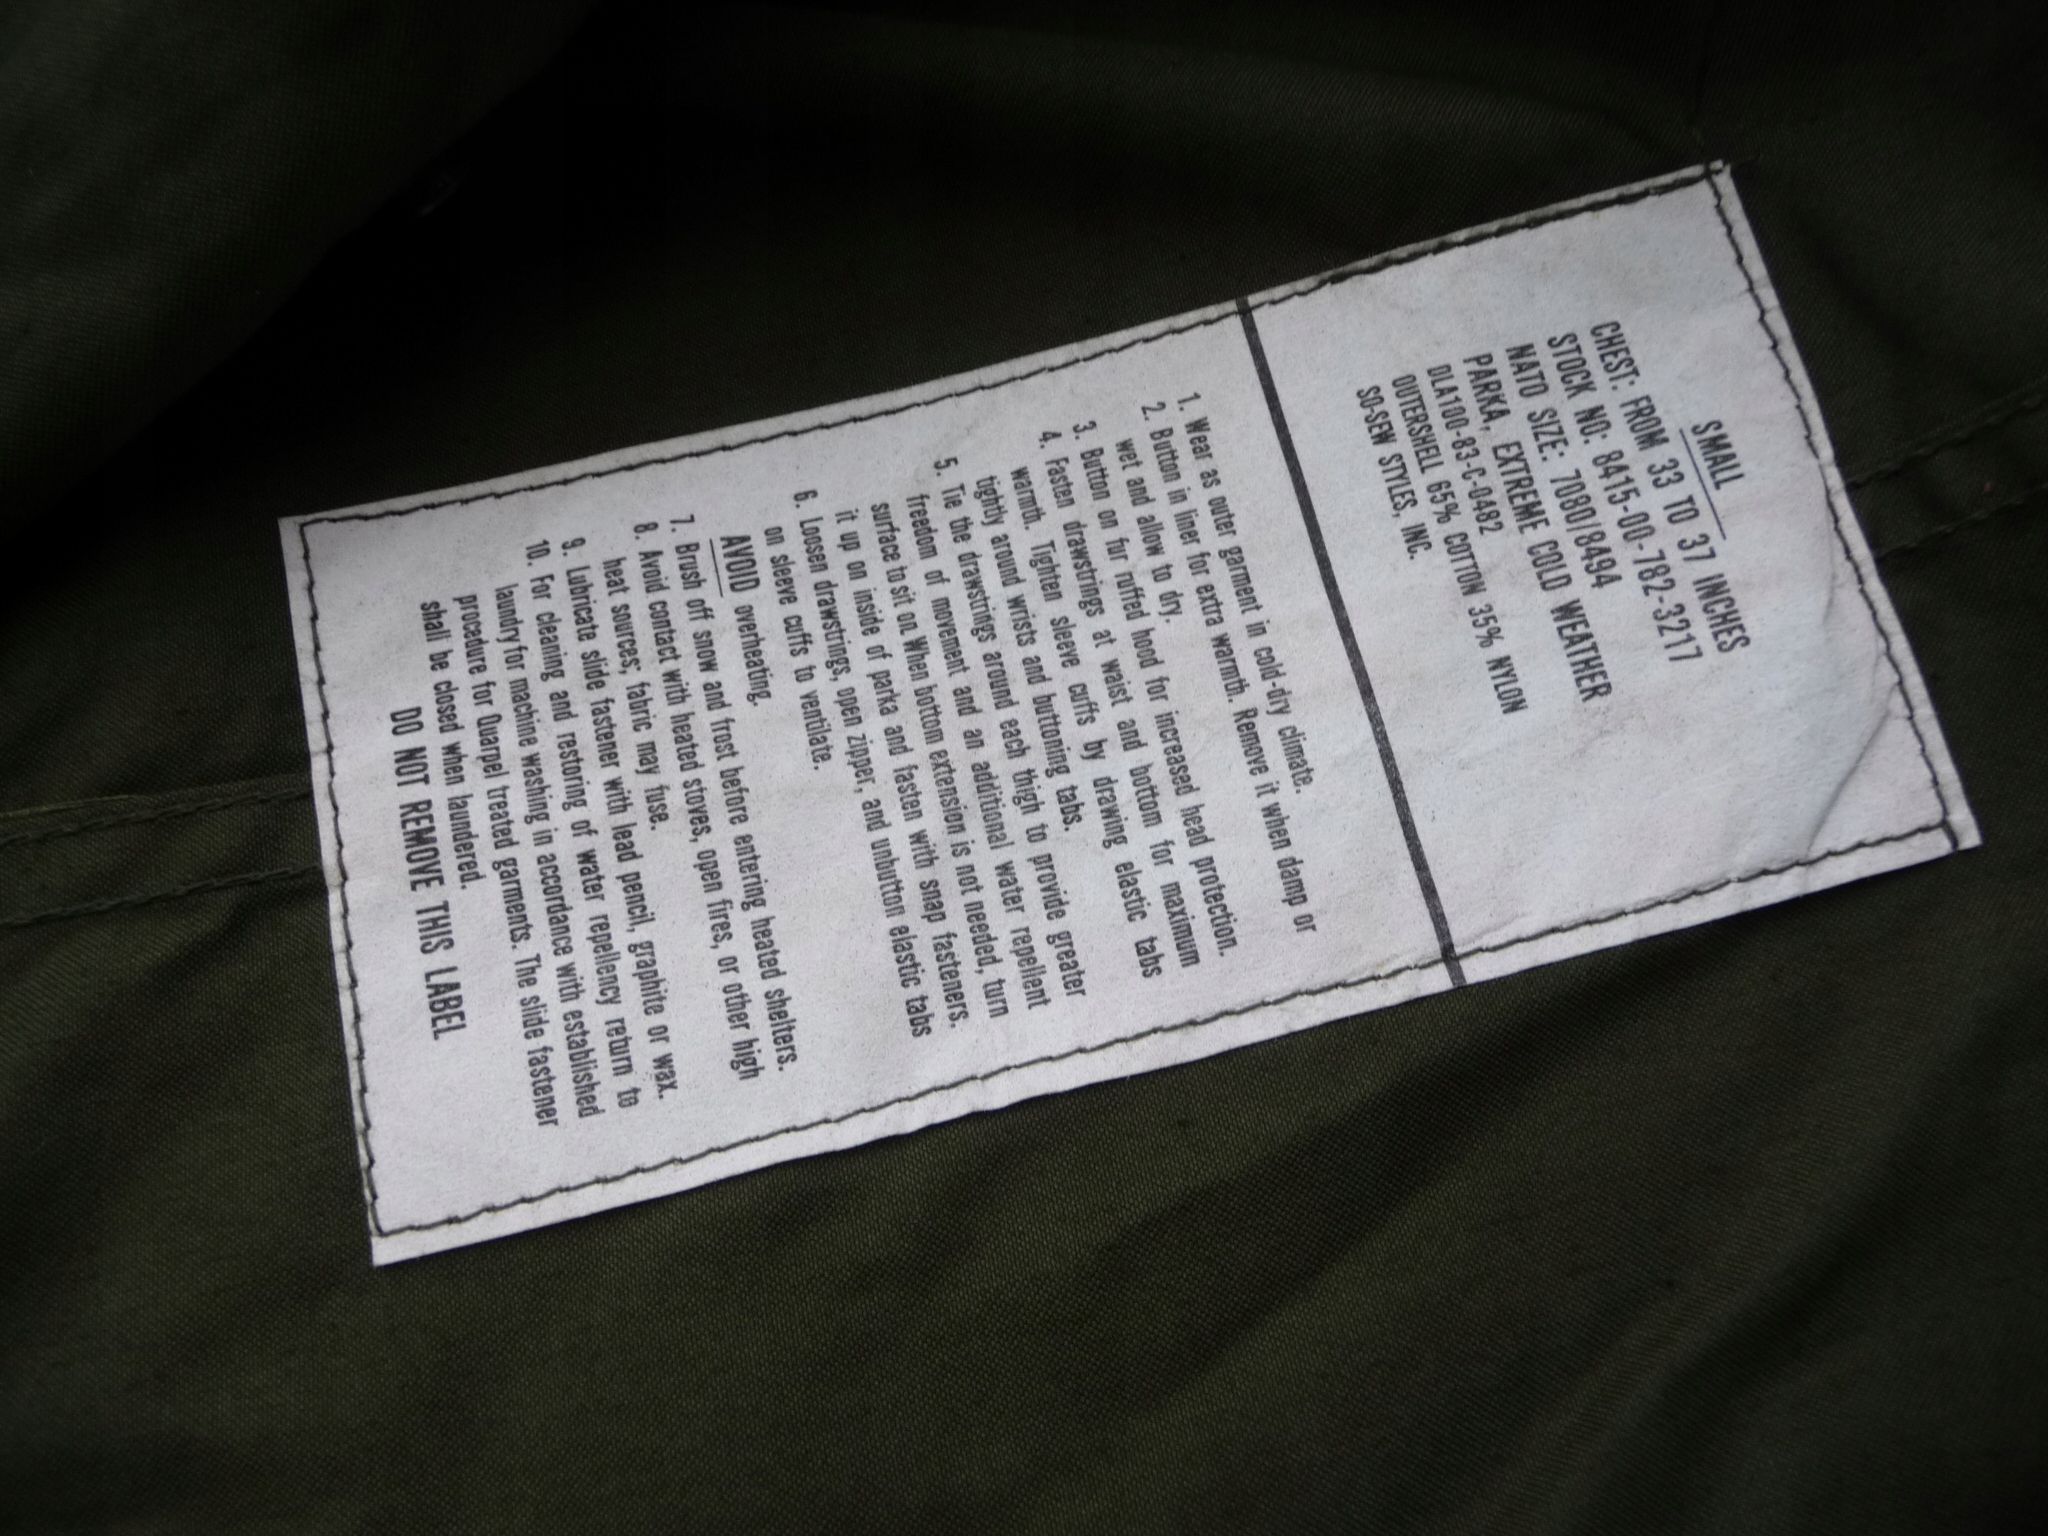 SMALL
CHEST: FROM 33 TO 37 INCHES
STOCK NO: 8415-00-782-3217
NATO SIZE: 7080/8494
PARKA, EXTREME COLD WEATHER
DLA100-83-C-0482
OUTERSHELL 65% COTTON 35% NYLON
SO-SEW STYLES, INC.
1. Wear as outer garment in cold-dry climate.
2. Button in liner for extra warmth. Remove it when damp or
wet and allow to dry.
3. Button on fur ruffed hood for increased head protection.
4. Fasten drawstrings at waist and bottom for maximum
warmth. Tighten sleeve cuffs by drawing elastic tabs
tightly around wrists and buttoning tabs.
5. Tie the drawstrings around each thigh to provide greater
freedom of movement and an additional water repellent
surface to sit on. When bottom extension is not needed, turn
it up on inside of parka and fasten with snap fasteners.
6. Loosen drawstrings, open zipper, and unbutton elastic tabs
on sleeve cuffs to ventilate.
AVOID overheating.
7. Brush off snow and frost before entering heated shelters.
8. Avoid contact with heated stoves, open fires, or other high
heat sources; fabric may fuse.
9. Lubricate slide fastener with lead pencil, graphite or wax.
10. For cleaning and restoring of water repellency return to
laundry for machine washing in accordance with established
procedure for Quarpel treated garments. The slide fastener
shall be closed when laundered.
DO NOT REMOVE THIS LABEL